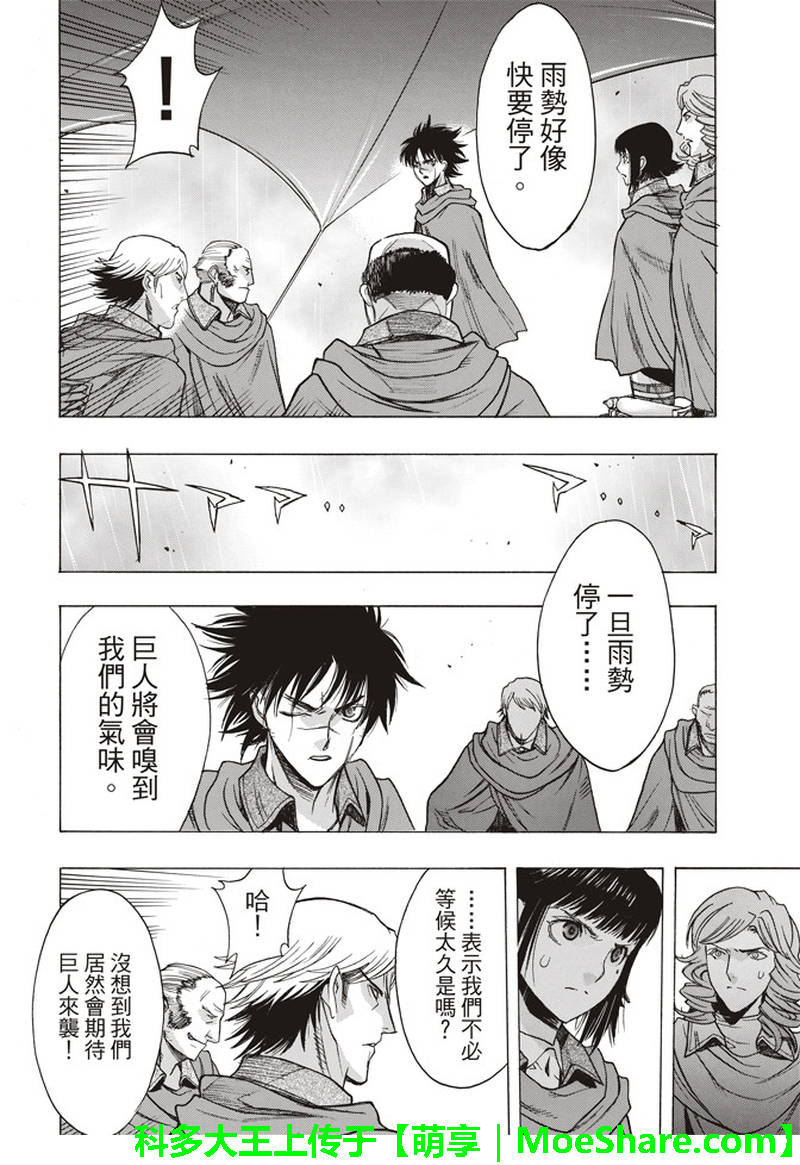 雨勢好像
快要停了。
！
一旦雨勢
停了……
巨人將會嗅到
我們的氣味。
……表示我們不必
等候太久是嗎？
哈！
沒想到我們
居然會期待
巨人來襲！
科多大王上传于【萌享 | MoeShare.com】